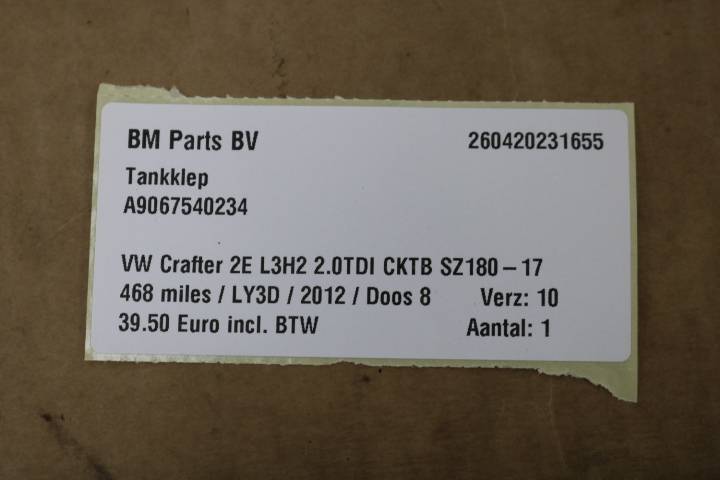 BM Parts BV 260420231655
Tankklep
A9067540234
VW Crafter 2E L3H2 2.0TDI CKTB SZ180-17
468 miles / LY3D / 2012 / Doos 8 Verz: 10
39.50 Euro incl. BTW Aantal: 1